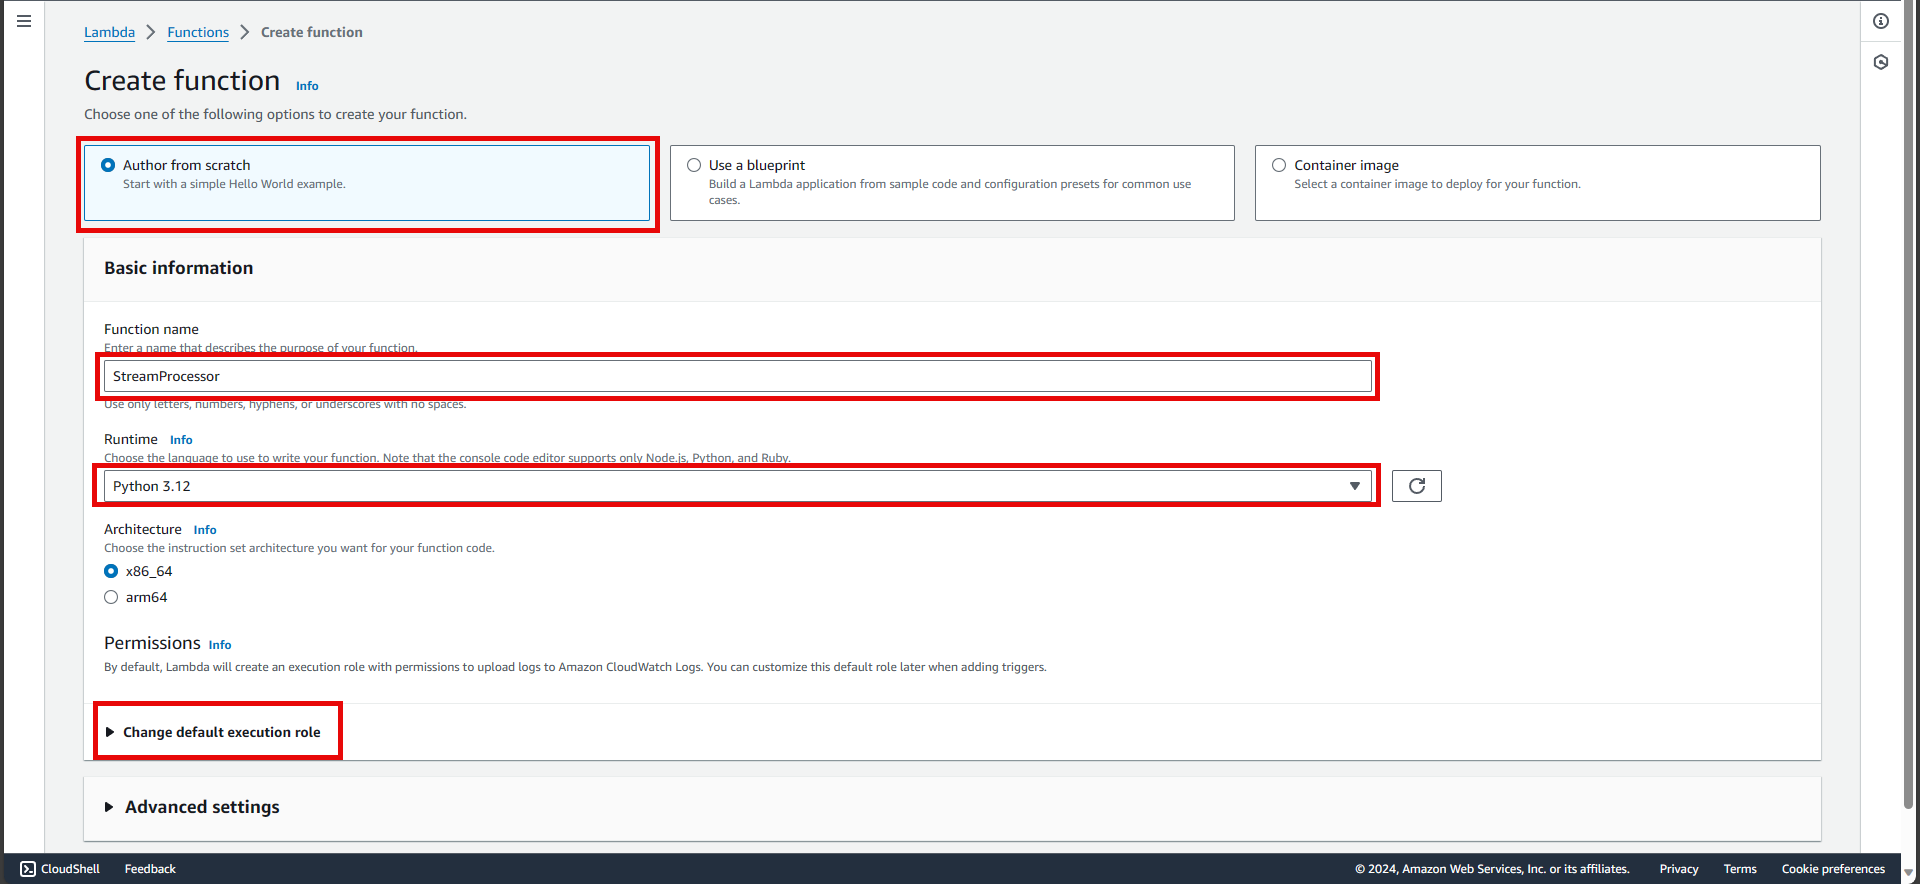 Lambda > Functions > Create function
Create function Info
Choose one of the following options to create your function.
Author from scratch
Start with a simple Hello World example.
Use a blueprint
Build a Lambda application from sample code and configuration presets for common use
cases.
Container image
Select a container image to deploy for your function.
Basic information
Function name
Enter a name that describes the purpose of your function.
StreamProcessor
Use only letters, numbers, hyphens, or underscores with no spaces.
Runtime Info
Choose the language to use to write your function. Note that the console code editor supports only Node.js, Python, and Ruby.
Python 3.12
Architecture Info
Choose the instruction set architecture you want for your function code.
x86_64
arm64
Permissions Info
By default, Lambda will create an execution role with permissions to upload logs to Amazon CloudWatch Logs. You can customize this default role later when adding triggers.
Change default execution role
Advanced settings
CloudShell Feedback © 2024, Amazon Web Services, Inc. or its affiliates. Privacy Terms Cookie preferences